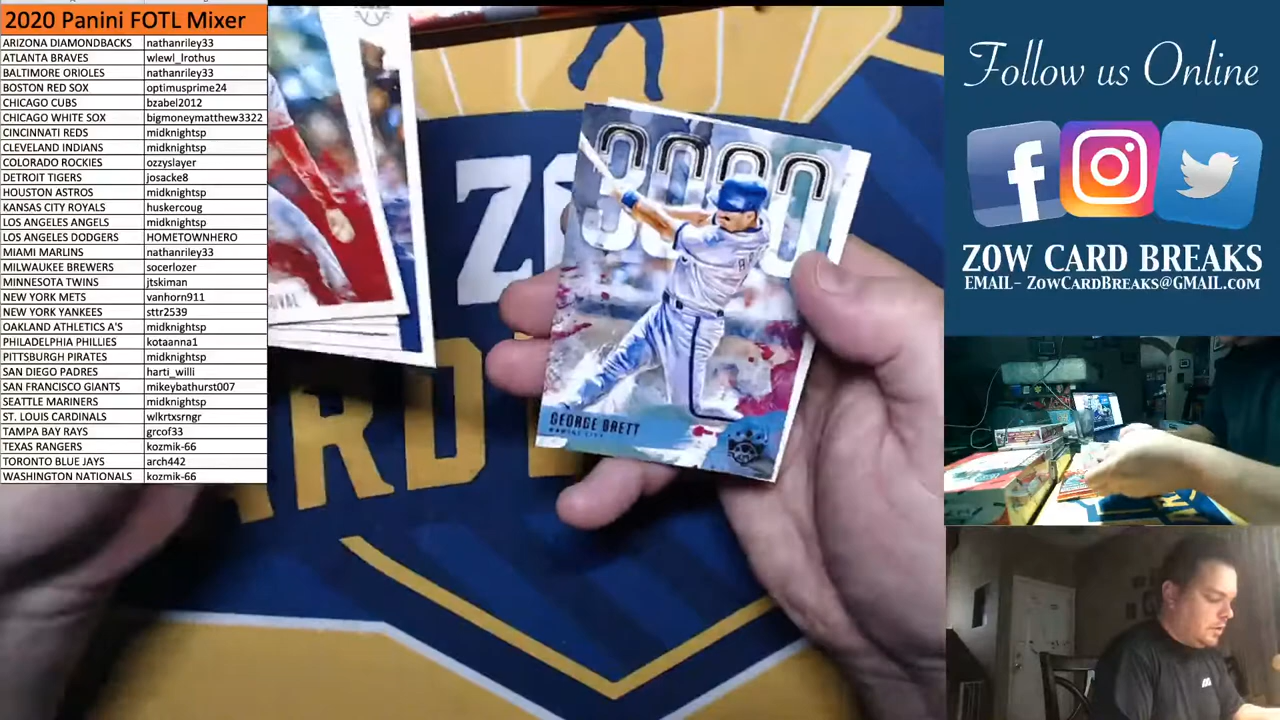 2020 Panini FOTL Mixer
ARIZONA DIAMONDBACKS nathanriley33
ATLANTA BRAVES wlewl_lrothus
BALTIMORE ORIOLES nathanriley33
BOSTON RED SOX optimusprime24
CHICAGO CUBS bzabel2012
CHICAGO WHITE SOX bigmoneymatthew3322
CINCINNATI REDS midknightsp
CLEVELAND INDIANS midknightsp
COLORADO ROCKIES ozzyslayer
DETROIT TIGERS josacke8
HOUSTON ASTROS midknightsp
KANSAS CITY ROYALS huskercoug
LOS ANGELES ANGELS midknightsp
LOS ANGELES DODGERS HOMETOWNHERO
MIAMI MARLINS nathanriley33
MILWAUKEE BREWERS socerlozer
MINNESOTA TWINS jtskiman
NEW YORK METS vanhorn911
NEW YORK YANKEES sttr2539
OAKLAND ATHLETICS A'S midknightsp
PHILADELPHIA PHILLIES kotaanna1
PITTSBURGH PIRATES midknightsp
SAN DIEGO PADRES harti_willi
SAN FRANCISCO GIANTS mikeybathurst007
SEATTLE MARINERS midknightsp
ST. LOUIS CARDINALS wlkrtxsrngr
TAMPA BAY RAYS grcof33
TEXAS RANGERS kozmik-66
TORONTO BLUE JAYS arch442
WASHINGTON NATIONALS kozmik-66
3000
GEORGE BRETT
KANSAS CITY
Follow us Online
ZOW CARD BREAKS
EMAIL- ZOWCARDBREAKS@GMAIL.COM